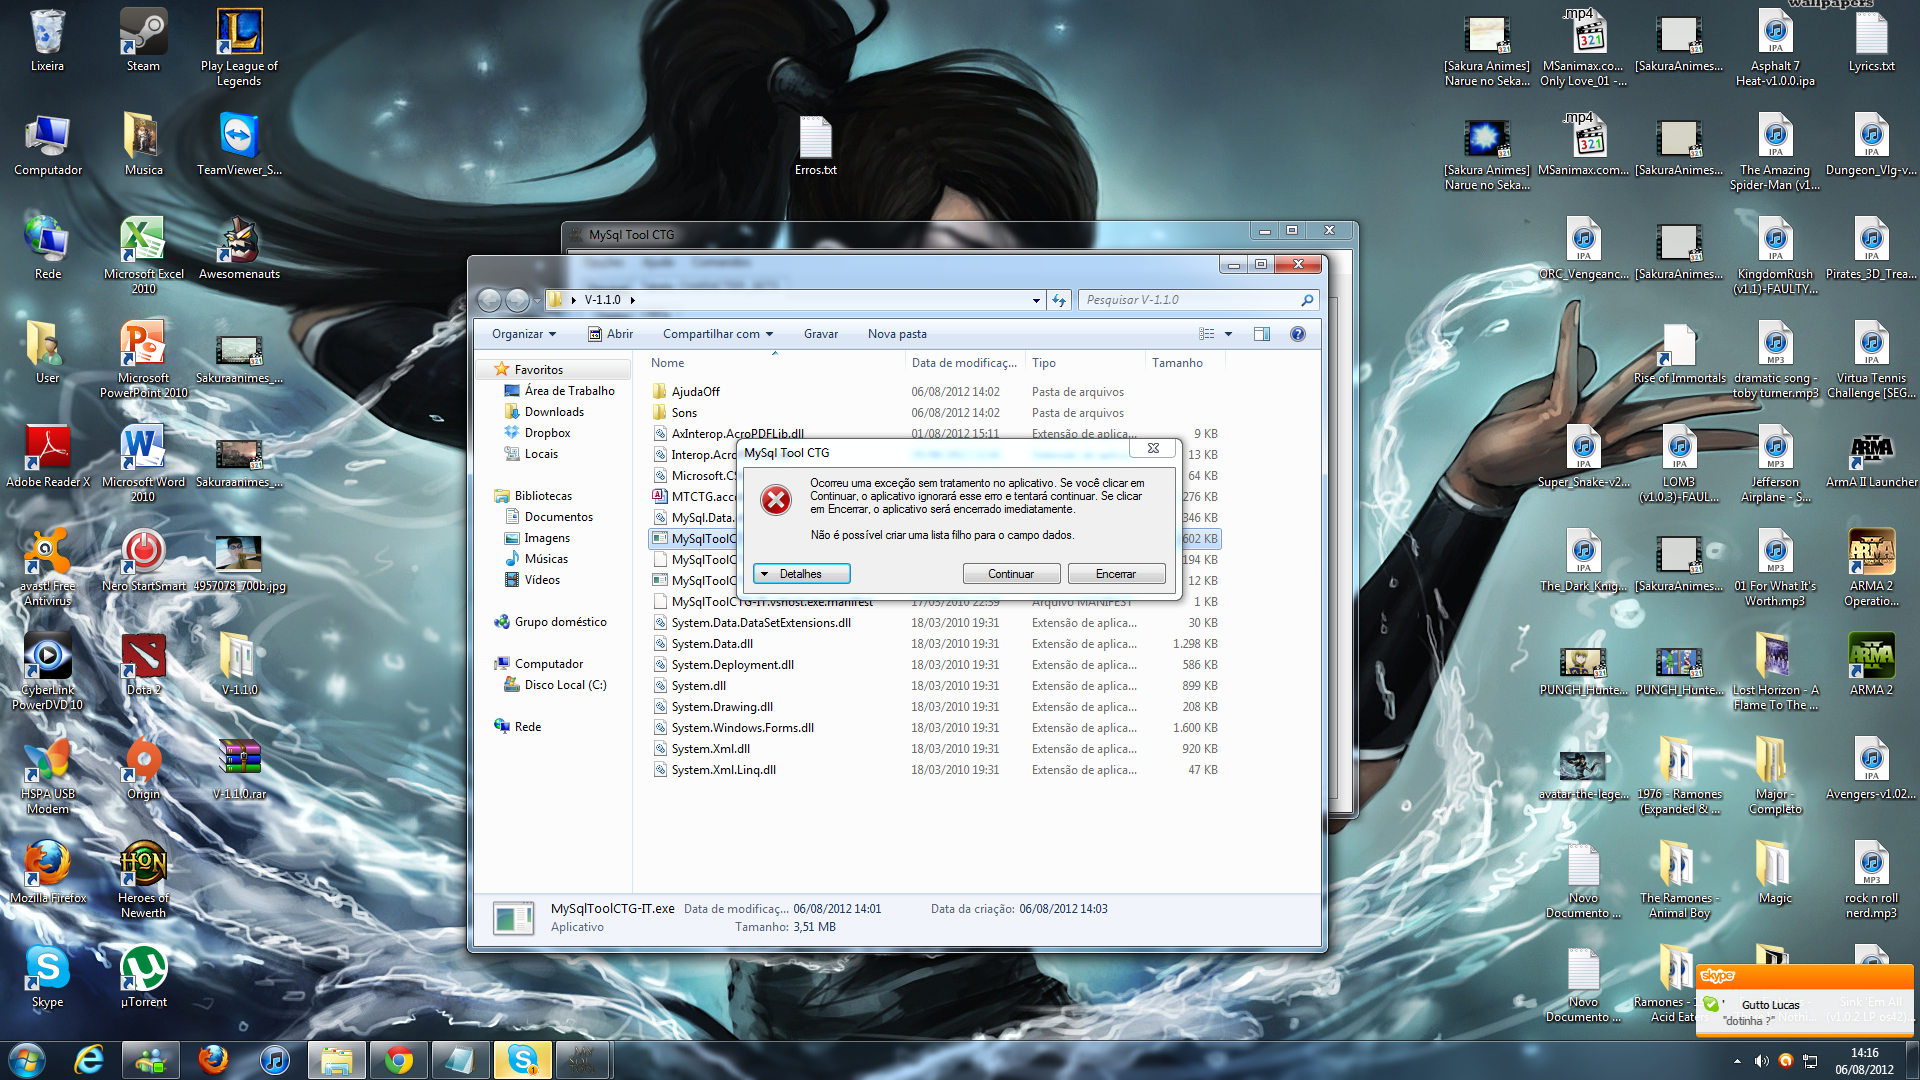 wallpapers
Lixeira
Steam
Play League of
Legends
Computador
Musica
TeamViewer_S...
Rede
Microsoft Excel
2010
Awesomenauts
User
Microsoft
PowerPoint 2010
Sakuraanimes_...
Adobe Reader X
Microsoft Word
2010
Sakuraanimes_...
avast! Free
Antivirus
Nero StartSmart
4957078_700b.jpg
CyberLink
PowerDVD 10
Dota 2
V-1.1.0
HSPA USB
Modem
Origin
V-1.1.0.rar
Mozilla Firefox
Heroes of
Newerth
Skype
µTorrent
Erros.txt
MySql Tool CTG
V-1.1.0
Pesquisar V-1.1.0
Organizar
Abrir
Compartilhar com
Gravar
Nova pasta
Favoritos
Área de Trabalho
Downloads
Dropbox
Locais
Bibliotecas
Documentos
Imagens
Músicas
Vídeos
Grupo doméstico
Computador
Disco Local (C:)
Rede
Nome Data de modificaç... Tipo Tamanho
AjudaOff 06/08/2012 14:02 Pasta de arquivos
Sons 06/08/2012 14:02 Pasta de arquivos
AxInterop.AcroPDFLib.dll 01/08/2012 15:11 Extensão de aplica... 9 KB
Interop.Acro 13 KB
Microsoft.CS 64 KB
MTCTG.acc 276 KB
MySql.Data. 346 KB
MySqlToolC 602 KB
MySqlToolC 194 KB
MySqlToolC 12 KB
MySqlToolCTG-IT.vshost.exe.manifest 17/03/2010 22:39 Arquivo MANIFEST 1 KB
System.Data.DataSetExtensions.dll 18/03/2010 19:31 Extensão de aplica... 30 KB
System.Data.dll 18/03/2010 19:31 Extensão de aplica... 1.298 KB
System.Deployment.dll 18/03/2010 19:31 Extensão de aplica... 586 KB
System.dll 18/03/2010 19:31 Extensão de aplica... 899 KB
System.Drawing.dll 18/03/2010 19:31 Extensão de aplica... 208 KB
System.Windows.Forms.dll 18/03/2010 19:31 Extensão de aplica... 1.600 KB
System.Xml.dll 18/03/2010 19:31 Extensão de aplica... 920 KB
System.Xml.Linq.dll 18/03/2010 19:31 Extensão de aplica... 47 KB
MySql Tool CTG
Ocorreu uma exceção sem tratamento no aplicativo. Se você clicar em
Continuar, o aplicativo ignorará esse erro e tentará continuar. Se clicar
em Encerrar, o aplicativo será encerrado imediatamente.
Não é possível criar uma lista filho para o campo dados.
Detalhes
Continuar
Encerrar
MySqlToolCTG-IT.exe Data de modificaç... 06/08/2012 14:01 Data da criação: 06/08/2012 14:03
Aplicativo Tamanho: 3,51 MB
[Sakura Animes]
Narue no Seka...
.mp4
MSanimax.co...
Only Love_01 -...
[SakuraAnimes...
Asphalt 7
Heat-v1.0.0.ipa
Lyrics.txt
[Sakura Animes]
Narue no Seka...
.mp4
MSanimax.com...
[SakuraAnimes...
The Amazing
Spider-Man (v1...
Dungeon_Vlg-v...
ORC_Vengeanc...
[SakuraAnimes...
KingdomRush
(v1.1)-FAULTY...
Pirates_3D_Trea...
Rise of Immortals
dramatic song -
toby turner.mp3
Virtua Tennis
Challenge [SEG...
Super_Snake-v2...
LOM3
(v1.0.3)-FAUL...
Jefferson
Airplane - S...
ArmA II Launcher
The_Dark_Knig...
[SakuraAnimes...
01 For What It's
Worth.mp3
ARMA 2
Operatio...
PUNCH_Hunte...
PUNCH_Hunte...
Lost Horizon - A
Flame To The ...
ARMA 2
avatar-the-lege...
1976 - Ramones
(Expanded & ...
Major -
Completo
Avengers-v1.02...
Novo
Documento ...
The Ramones -
Animal Boy
Magic
rock n roll
nerd.mp3
Novo
Documento ...
Ramones -
Acid Eaters
Sink 'Em All
(v1.0.2 LP os42)...
skype
Gutto Lucas
"dotinha ?"
14:16
06/08/2012